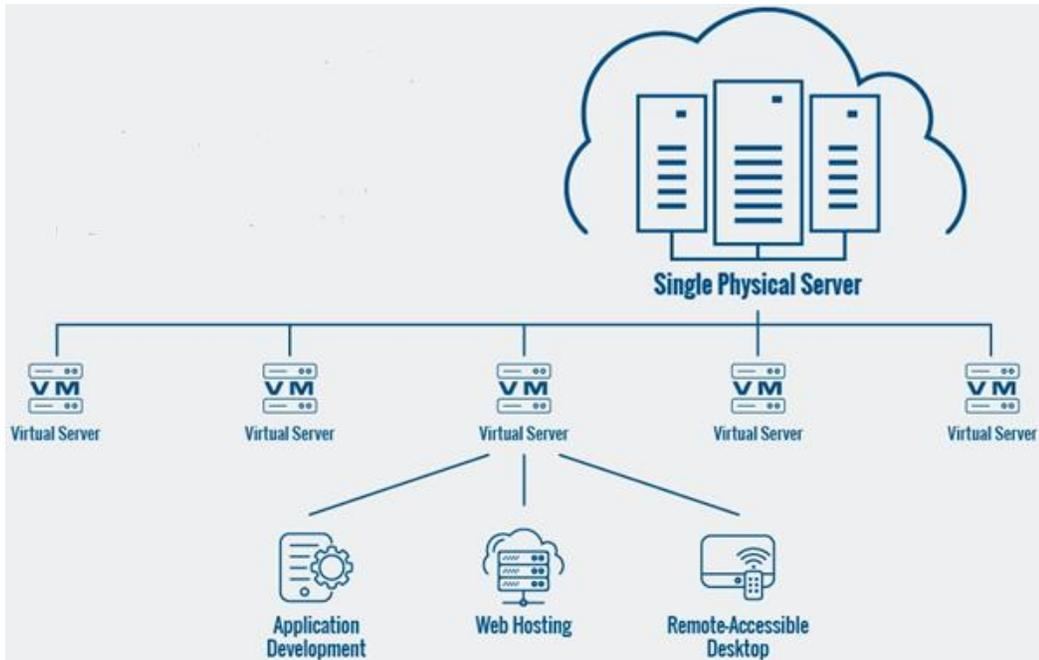 Single Physical Server
VM VM VM VM VM
Virtual Server Virtual Server Virtual Server Virtual Server Virtual Server
Application Development
Web Hosting
Remote-Accessible Desktop